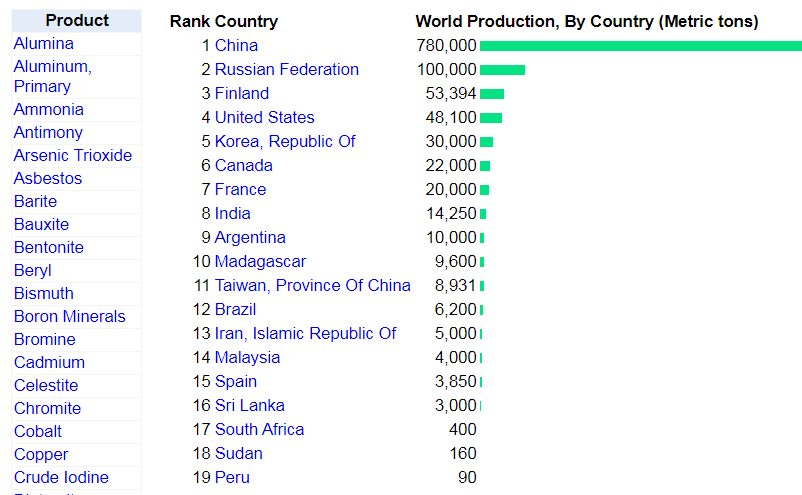 Product
Alumina
Aluminum,
Primary
Ammonia
Antimony
Arsenic Trioxide
Asbestos
Barite
Bauxite
Bentonite
Beryl
Bismuth
Boron Minerals
Bromine
Cadmium
Celestite
Chromite
Cobalt
Copper
Crude Iodine
Rank Country World Production, By Country (Metric tons)
1 China 780,000
2 Russian Federation 100,000
3 Finland 53,394
4 United States 48,100
5 Korea, Republic Of 30,000
6 Canada 22,000
7 France 20,000
8 India 14,250
9 Argentina 10,000
10 Madagascar 9,600
11 Taiwan, Province Of China 8,931
12 Brazil 6,200
13 Iran, Islamic Republic Of 5,000
14 Malaysia 4,000
15 Spain 3,850
16 Sri Lanka 3,000
17 South Africa 400
18 Sudan 160
19 Peru 90